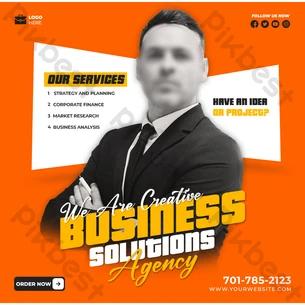 LOGO
HERE
FOLLOW US NOW
OUR SERVICES
1 STRATEGY AND PLANNING
2 CORPORATE FINANCE
3 MARKET RESEARCH
4 BUSINESS ANALYSIS
HAVE AN IDEA
OR PROJECT?
We Are Creative
BUSINESS
SOLUTIONS
Agency
ORDER NOW
701-785-2123
WWW.YOURWEBSITE.COM
pikbest